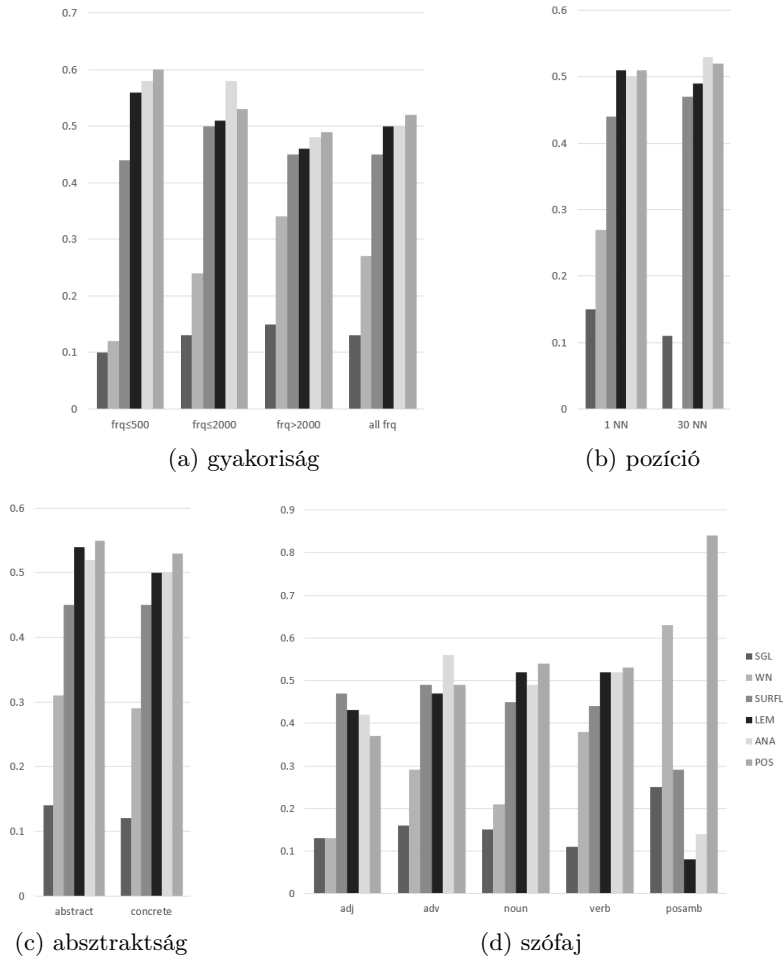 0.7
0.6
0.5
0.4
0.3
0.2
0.1
0
frq≤500 frq≤2000 frq>2000 all frq
(a) gyakoriság
0.6
0.5
0.4
0.3
0.2
0.1
0
1 NN 30 NN
(b) pozíció
0.6
0.5
0.4
0.3
0.2
0.1
0
abstract concrete
(c) absztraktság
0.9
0.8
0.7
0.6
0.5
0.4
0.3
0.2
0.1
0
adj adv noun verb posamb
SGL
WN
SURFL
LEM
ANA
POS
(d) szófaj